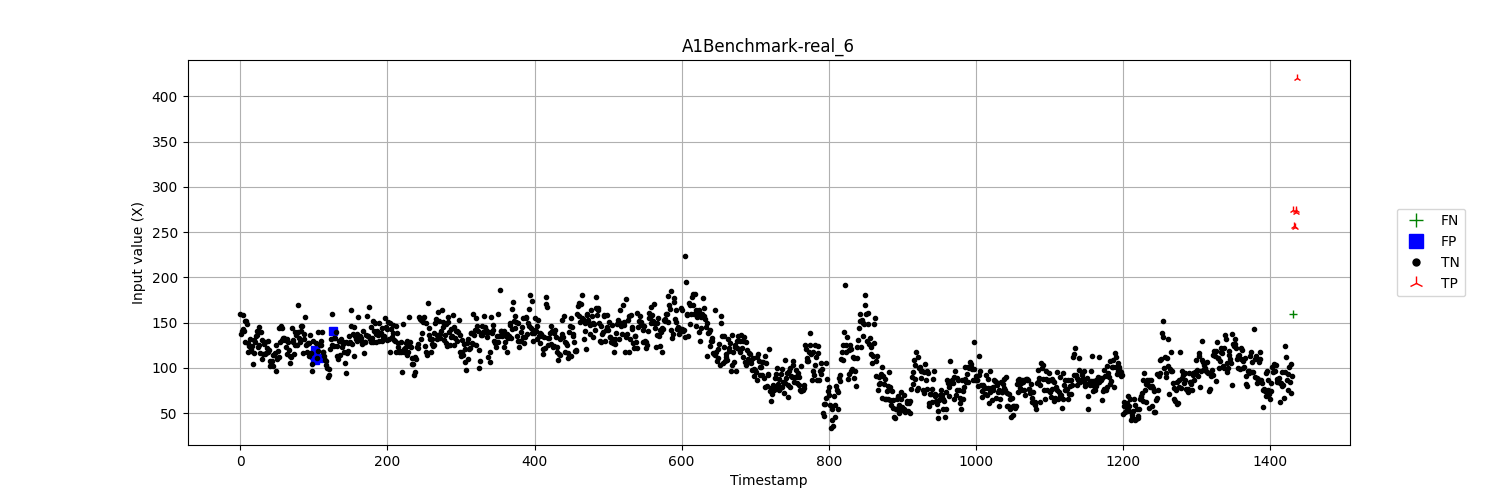 A1Benchmark-real_6
400
350
300
250
200
150
100
50
Input value (X)
0 200 400 600 800 1000 1200 1400
Timestamp
FN
FP
TN
TP